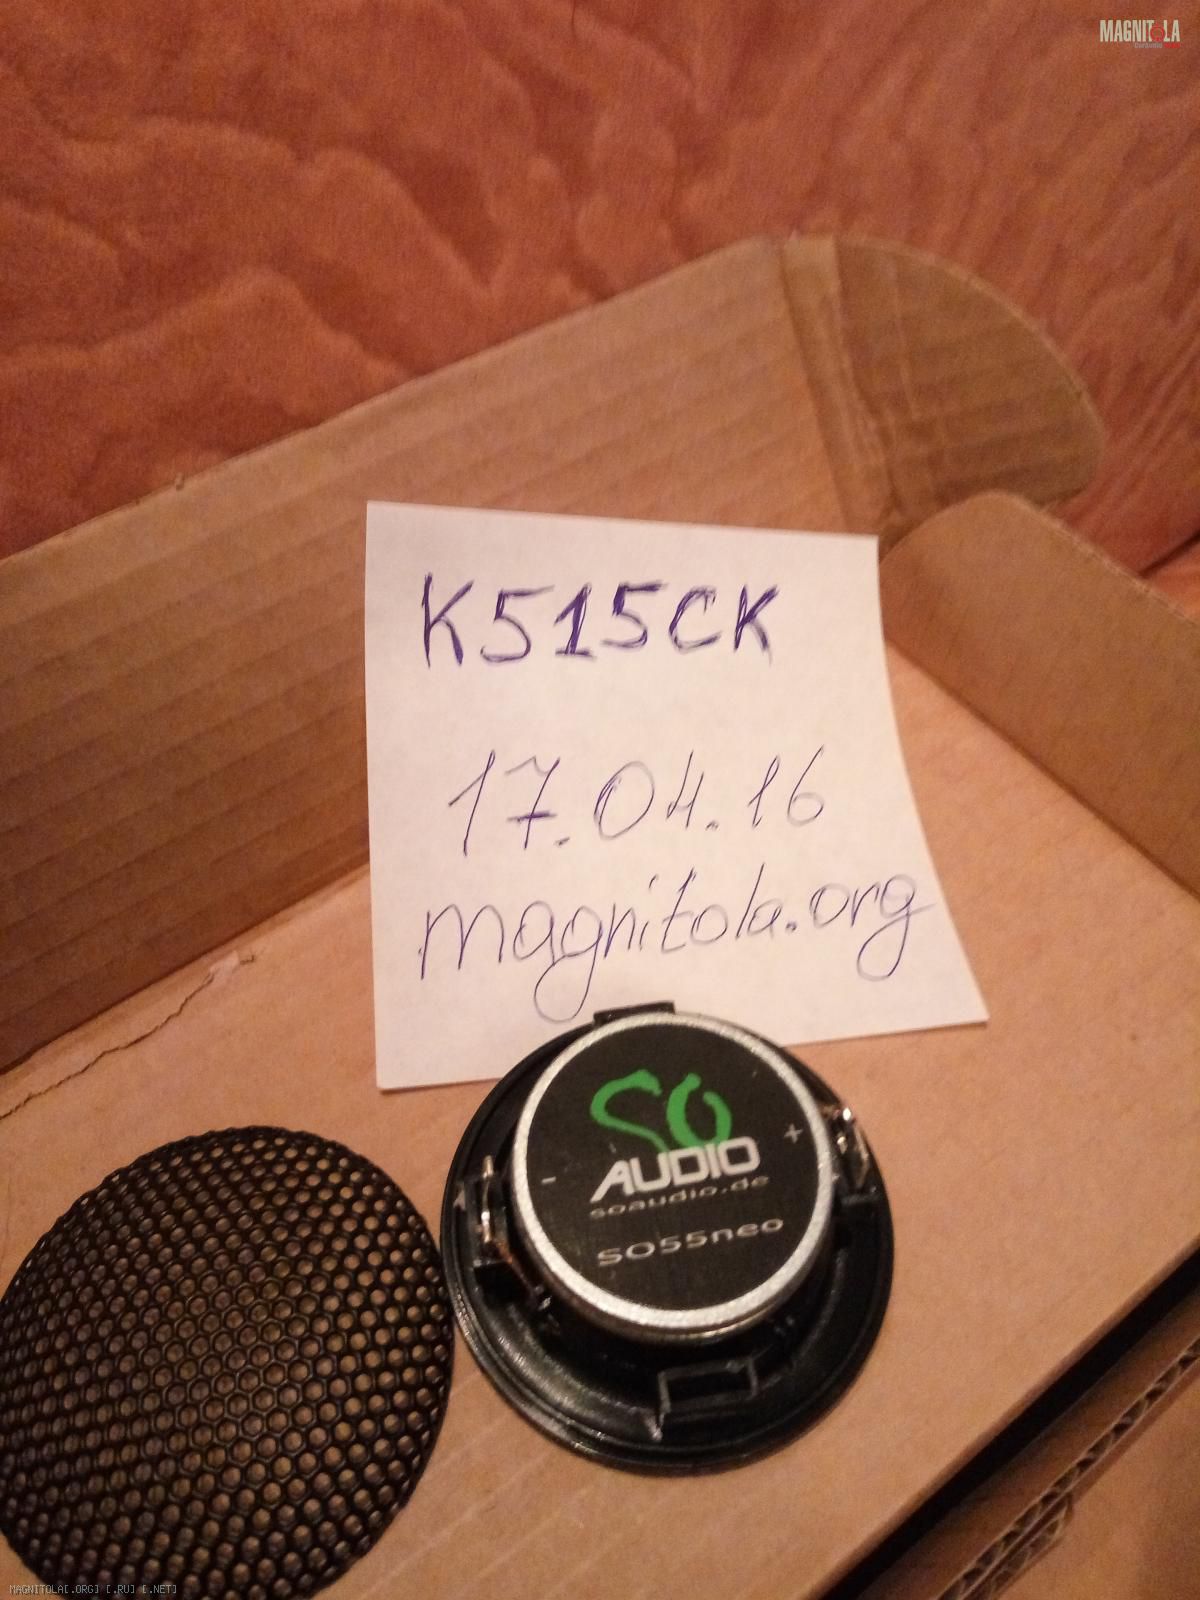 MAGNITOLA
K515CK
17.04.16
magnitola.org
SO
AUDIO
- +
soaudio.de
SO55neo
MAGNITOLA[.ORG] [.RU] [.NET]